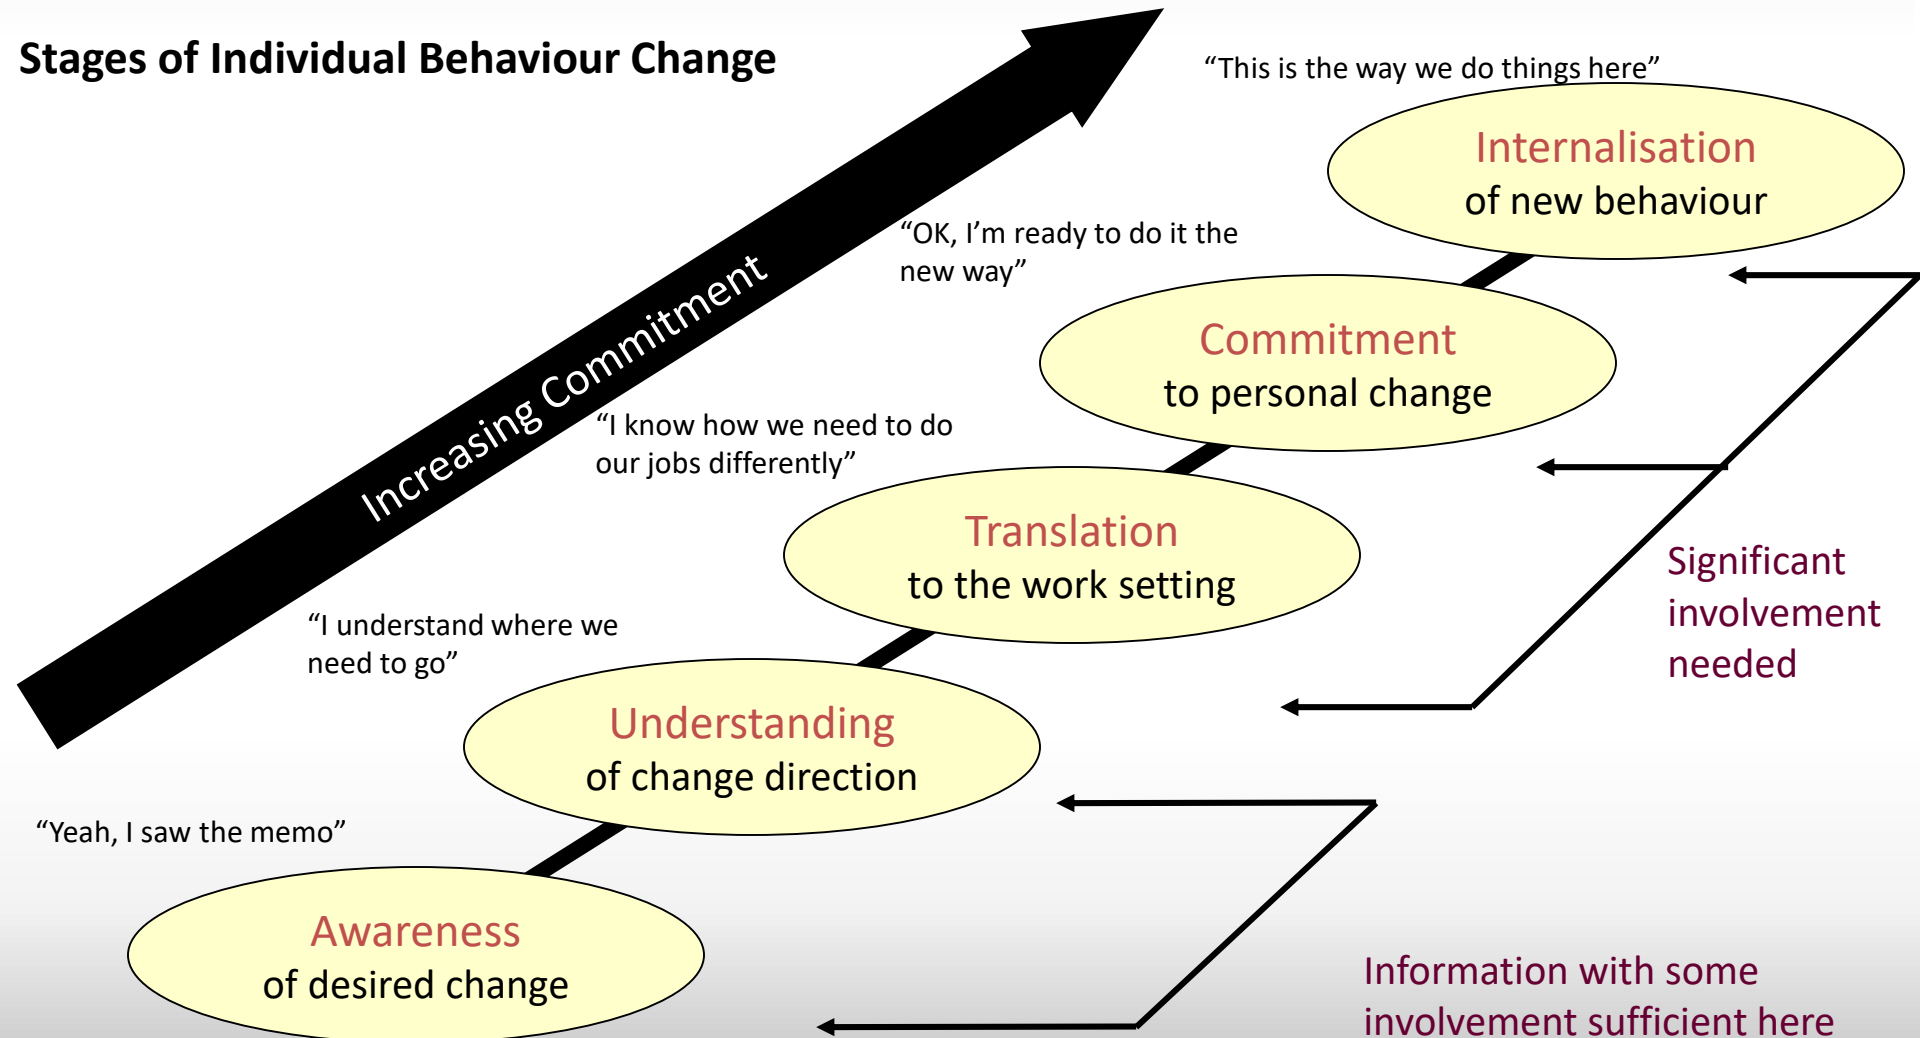 Stages of Individual Behaviour Change
“This is the way we do things here”
Internalisation
of new behaviour
“OK, I’m ready to do it the
new way”
Commitment
to personal change
Increasing Commitment
“I know how we need to do
our jobs differently”
Translation
to the work setting
Significant
involvement
needed
“I understand where we
need to go”
Understanding
of change direction
“Yeah, I saw the memo”
Awareness
of desired change
Information with some
involvement sufficient here